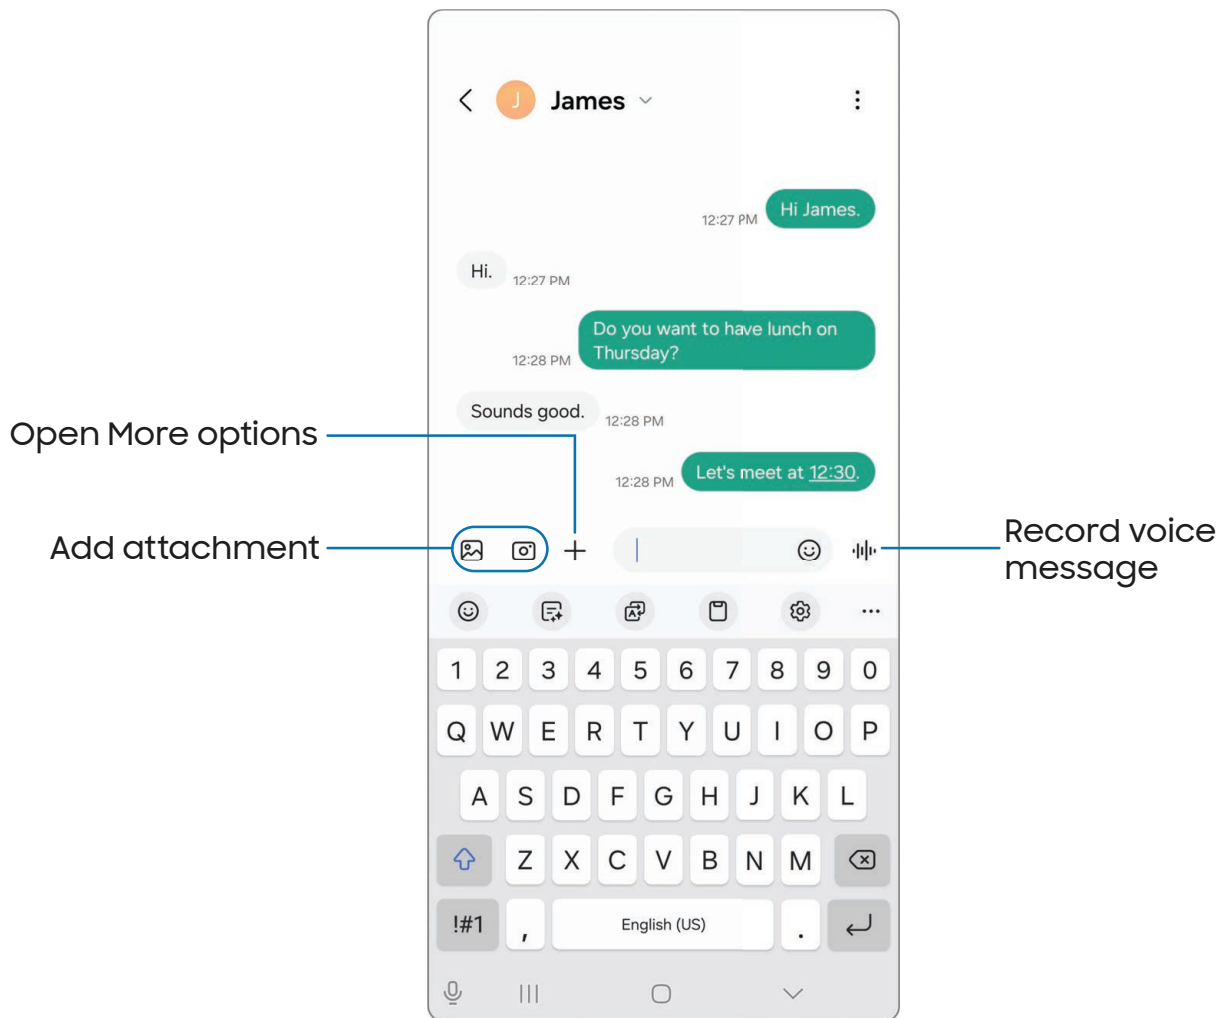 J James
Hi James.
12:27 PM
Hi.
12:27 PM
Do you want to have lunch on
Thursday?
12:28 PM
Sounds good.
12:28 PM
Let's meet at 12:30.
12:28 PM
Open More options
Add attachment
Record voice
message
1 2 3 4 5 6 7 8 9 0
Q W E R T Y U I O P
A S D F G H J K L
Z X C V B N M
!#1 , English (US) .